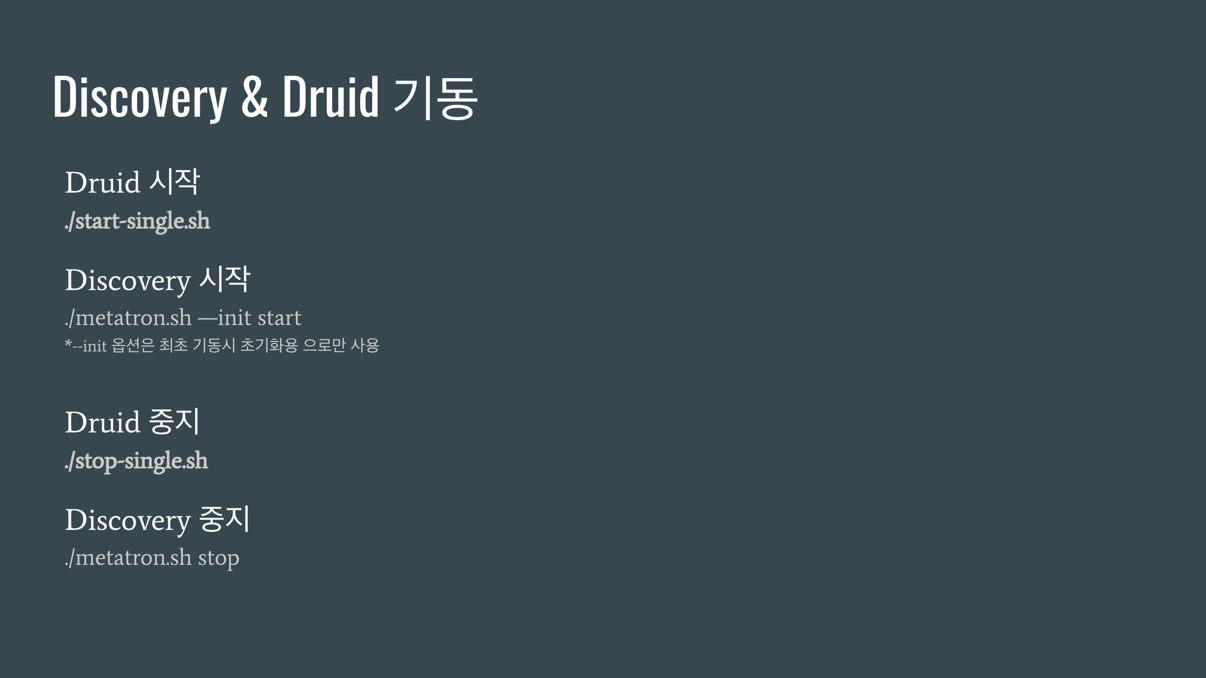 Discovery & Druid 기동
Druid 시작
./start-single.sh
Discovery 시작
./metatron.sh —init start
*--init 옵션은 최초 기동시 초기화용 으로만 사용
Druid 중지
./stop-single.sh
Discovery 중지
./metatron.sh stop